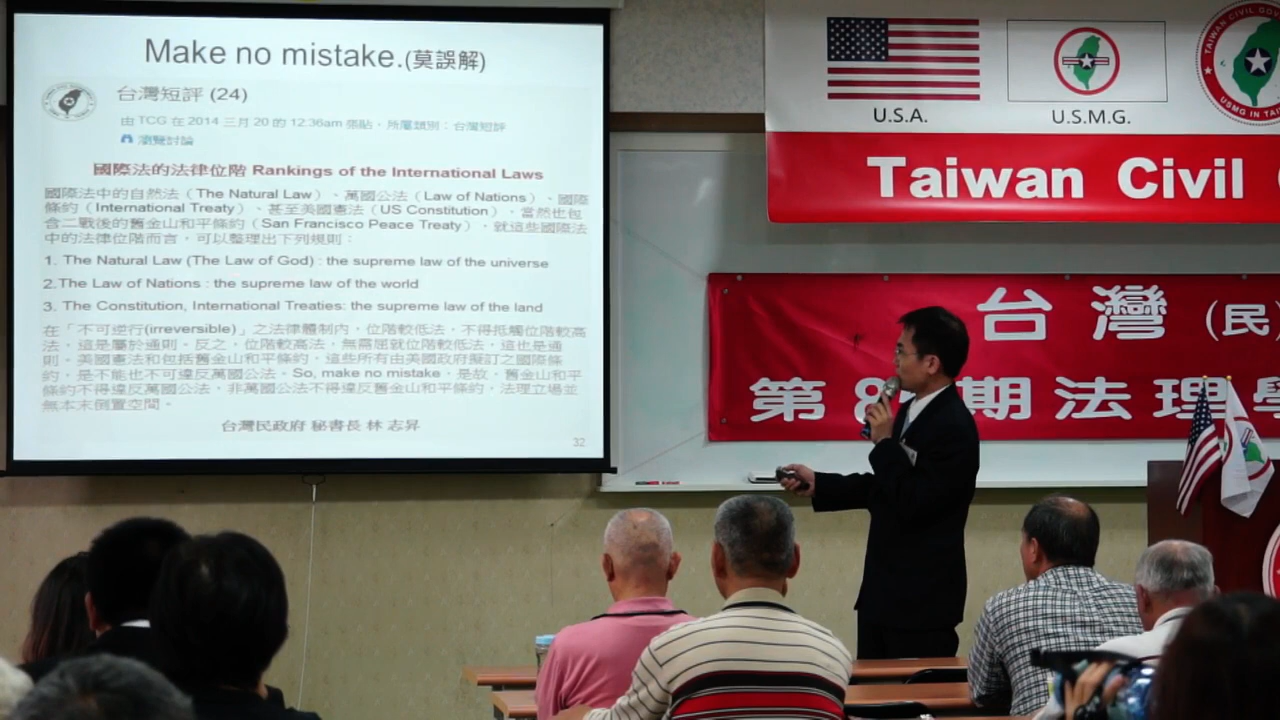 Make no mistake.(莫誤解)
台灣短評 (24)
由 TCG 在 2014 三月 20 的 12:36am 張貼，所屬類別：台灣短評
瀏覽討論
國際法的法律位階 Rankings of the International Laws
國際法中的自然法（The Natural Law）、萬國公法（Law of Nations）、國際
條約（International Treaty）、甚至美國憲法（US Constitution），當然也包
含二戰後的舊金山和平條約（San Francisco Peace Treaty），就這些國際法
中的法律位階而言，可以整理出下列規則：
1. The Natural Law (The Law of God) : the supreme law of the universe
2.The Law of Nations : the supreme law of the world
3. The Constitution, International Treaties: the supreme law of the land
在「不可逆行(irreversible)」之法律體制內，位階較低法，不得抵觸位階較高
法，這是屬於通則。反之，位階較高法，無需屈就位階較低法，這也是通
則。美國憲法和包括舊金山和平條約，這些所有由美國政府擬訂之國際條
約，是不能也不可違反萬國公法。So, make no mistake，是故，舊金山和平
條約不得違反萬國公法，非萬國公法不得違反舊金山和平條約，法理立場並
無本末倒置空間。
台灣民政府 秘書長 林 志昇
32
U.S.A.
U.S.M.G.
TAIWAN CIVIL GOV
USMG IN TAI
Taiwan Civil
台灣(民
第8 期法理學